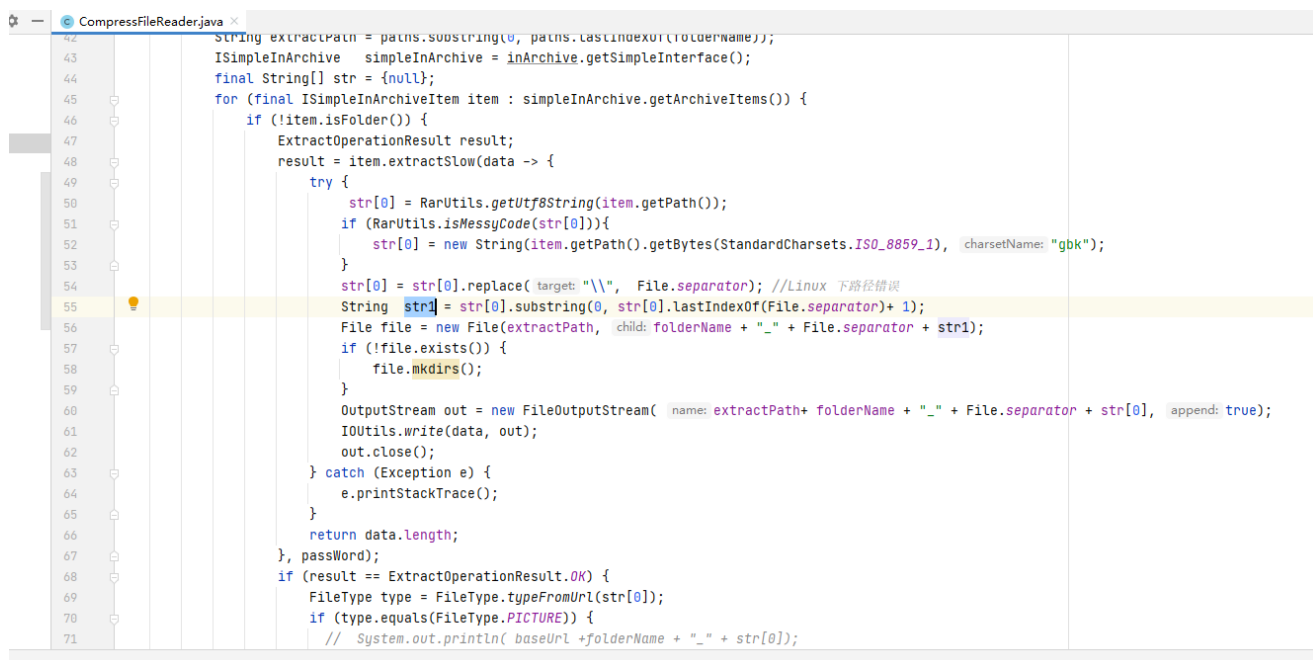 CompressFileReader.java
42 String extractPath = paths.substring(0, paths.lastIndexOf(folderName));
43 ISimpleInArchive   simpleInArchive = inArchive.getSimpleInterface();
44 final String[] str = {null};
45 for (final ISimpleInArchiveItem item : simpleInArchive.getArchiveItems()) {
46 if (!item.isFolder()) {
47 ExtractOperationResult result;
48 result = item.extractSlow(data -> {
49 try {
50 str[0] = RarUtils.getUtf8String(item.getPath());
51 if (RarUtils.isMessyCode(str[0])){
52 str[0] = new String(item.getPath().getBytes(StandardCharsets.ISO_8859_1), charsetName: "gbk");
53 }
54 str[0] = str[0].replace( target: "\\",  File.separator); //Linux 下路径错误
55 String  str1 = str[0].substring(0, str[0].lastIndexOf(File.separator)+ 1);
56 File file = new File(extractPath, child: folderName + "_" + File.separator + str1);
57 if (!file.exists()) {
58 file.mkdirs();
59 }
60 OutputStream out = new FileOutputStream( name: extractPath+ folderName + "_" + File.separator + str[0], append: true);
61 IOUtils.write(data, out);
62 out.close();
63 } catch (Exception e) {
64 e.printStackTrace();
65 }
66 return data.length;
67 }, passWord);
68 if (result == ExtractOperationResult.OK) {
69 FileType type = FileType.typeFromUrl(str[0]);
70 if (type.equals(FileType.PICTURE)) {
71 //  System.out.println( baseUrl +folderName + "_" + str[0]);